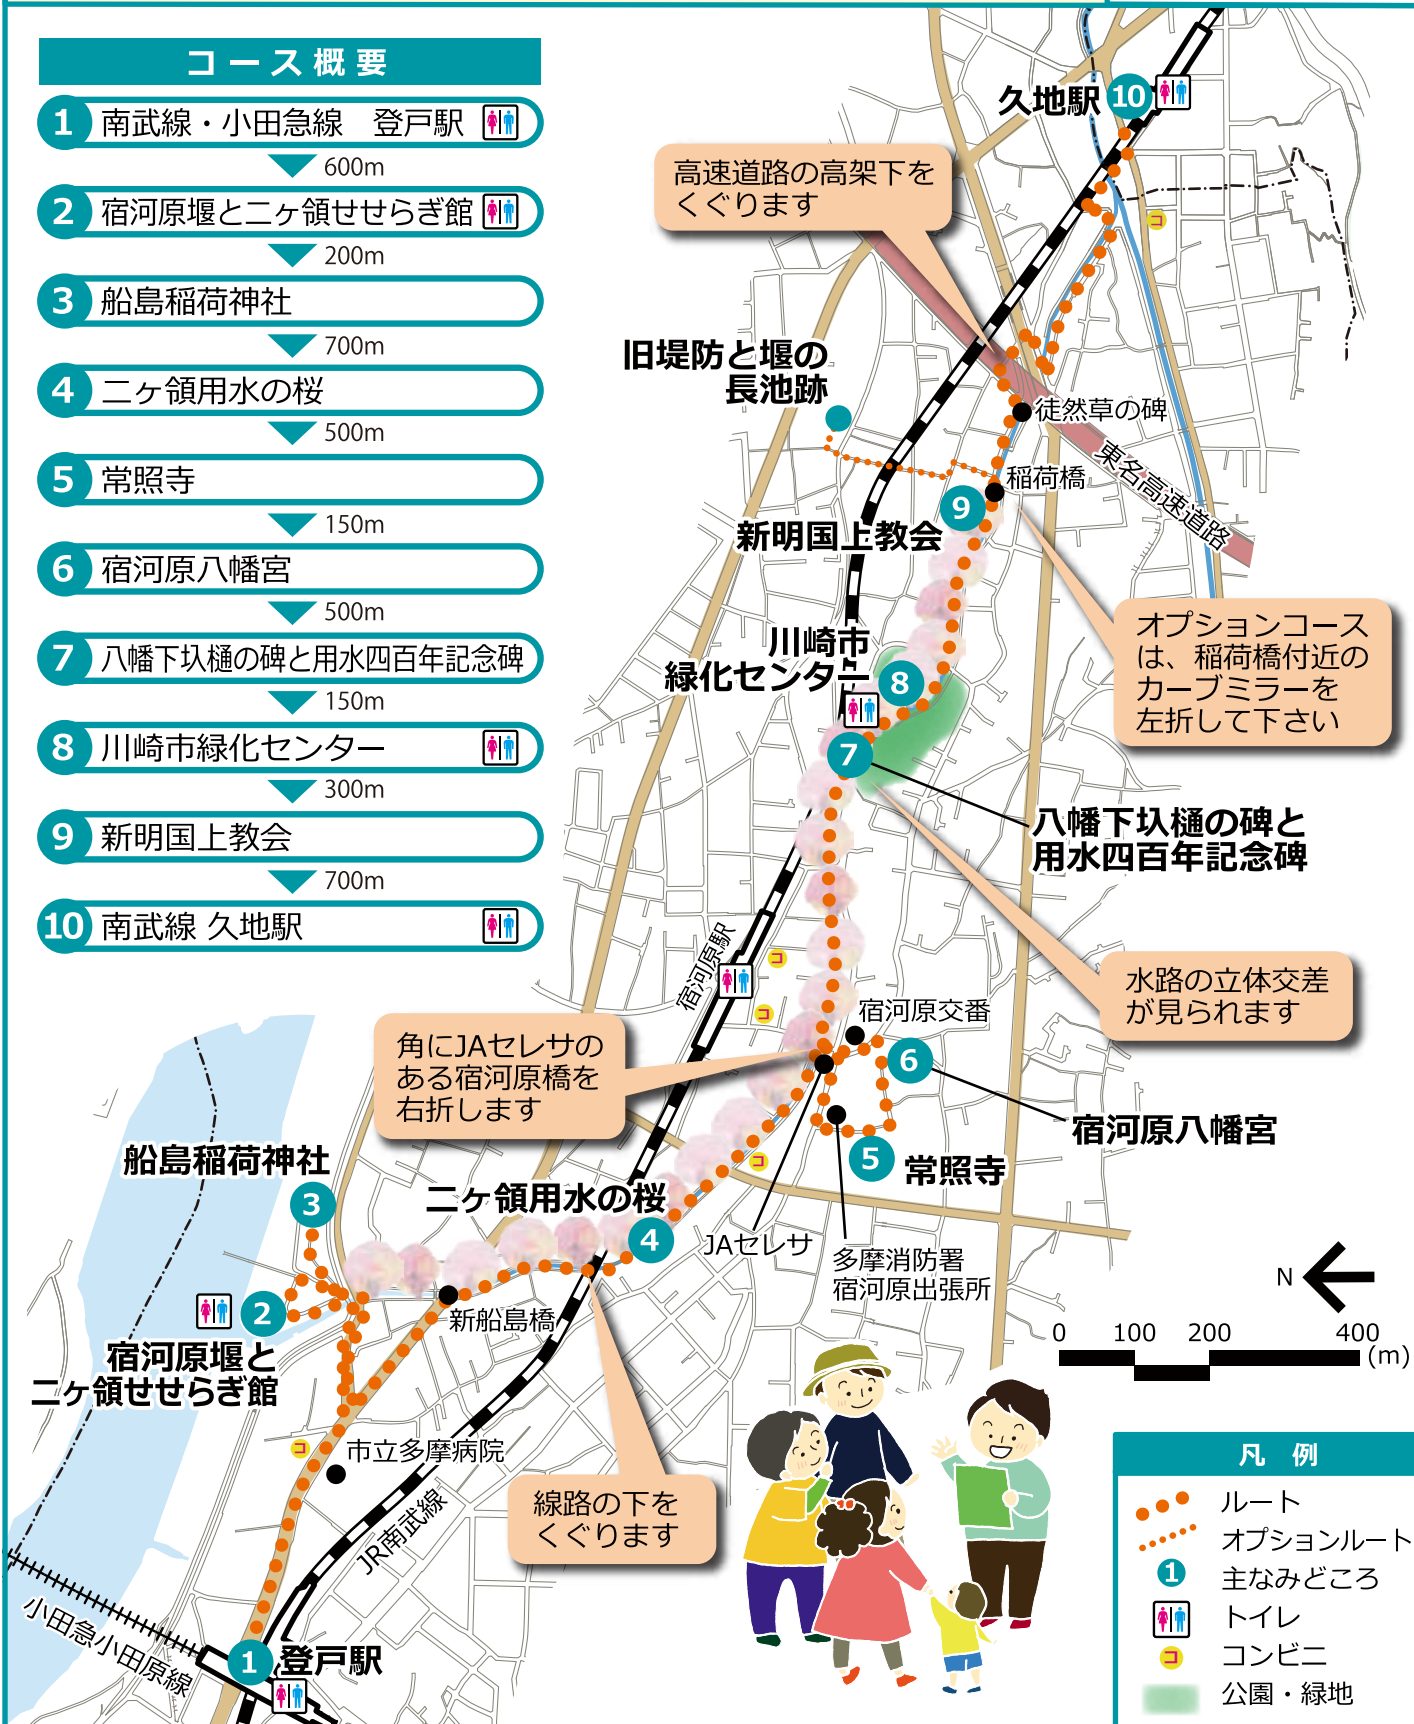 コース概要
1 南武線・小田急線　登戸駅
600m
2 宿河原堰と二ヶ領せせらぎ館
200m
3 船島稲荷神社
700m
4 二ヶ領用水の桜
500m
5 常照寺
150m
6 宿河原八幡宮
500m
7 八幡下圦樋の碑と用水四百年記念碑
150m
8 川崎市緑化センター
300m
9 新明国上教会
700m
10 南武線 久地駅
久地駅
10
高速道路の高架下を
くぐります
コ
旧堤防と堰の
長池跡
徒然草の碑
東名高速道路
稲荷橋
9
新明国上教会
オプションコース
は、稲荷橋付近の
カーブミラーを
左折して下さい
川崎市
緑化センター
8
7
八幡下圦樋の碑と
用水四百年記念碑
宿河原駅
コ
コ
水路の立体交差
が見られます
宿河原交番
6
角にJAセレサの
ある宿河原橋を
右折します
宿河原八幡宮
5
常照寺
コ
船島稲荷神社
3
二ヶ領用水の桜
4
JAセレサ
多摩消防署
宿河原出張所
2
宿河原堰と
二ヶ領せせらぎ館
新船島橋
N
0 100 200 400
(m)
コ
市立多摩病院
JR南武線
線路の下を
くぐります
小田急小田原線
1
登戸駅
凡例
ルート
オプションルート
1 主なみどころ
トイレ
コ コンビニ
公園・緑地